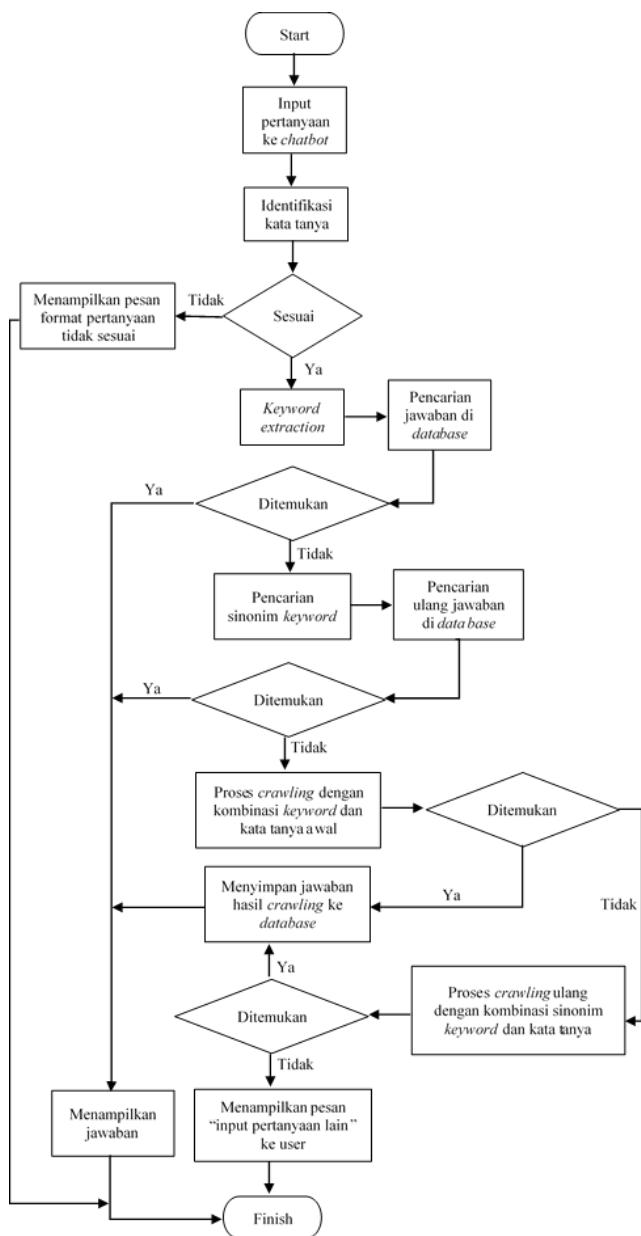 Start
Input
pertanyaan
ke chatbot
Identifikasi
kata tanya
Menampilkan pesan
format pertanyaan
tidak sesuai
Tidak
Sesuai
Ya
Keyword
extraction
Pencarian
jawaban di
database
Ya
Ditemukan
Tidak
Pencarian
sinonim keyword
Pencarian
ulang jawaban
di data base
Ya
Ditemukan
Tidak
Proses crawling dengan
kombinasi keyword dan
kata tanya awal
Ditemukan
Menyimpan jawaban
hasil crawling ke
database
Ya
Tidak
Ya
Ditemukan
Proses crawling ulang
dengan kombinasi sinonim
keyword dan kata tanya
Tidak
Menampilkan
jawaban
Menampilkan pesan
“input pertanyaan lain”
ke user
Finish